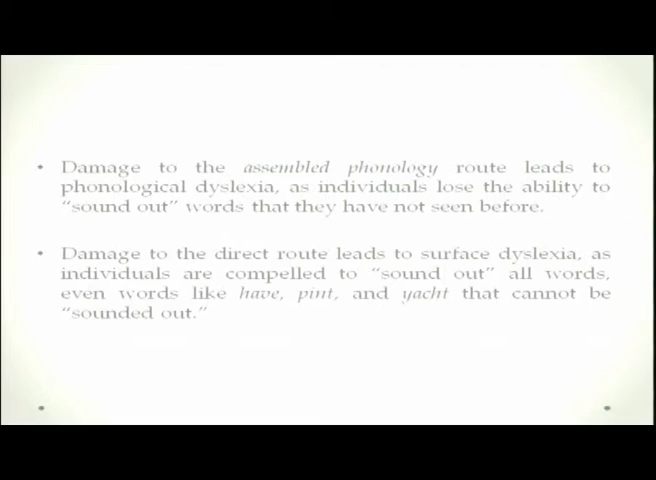 • Damage to the assembled phonology route leads to
phonological dyslexia, as individuals lose the ability to
“sound out” words that they have not seen before.
• Damage to the direct route leads to surface dyslexia, as
individuals are compelled to “sound out” all words,
even words like have, pint, and yacht that cannot be
“sounded out.”